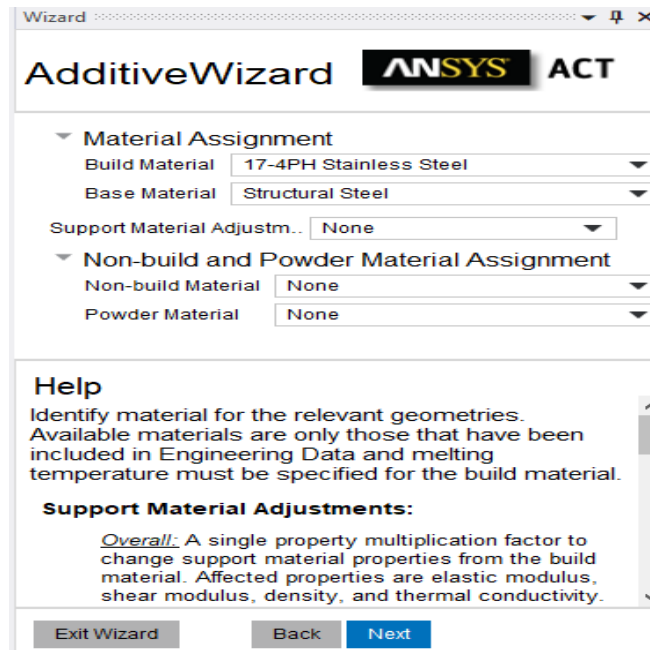 Wizard
AdditiveWizard ANSYS ACT
Material Assignment
Build Material 17-4PH Stainless Steel
Base Material Structural Steel
Support Material Adjustm.. None
Non-build and Powder Material Assignment
Non-build Material None
Powder Material None
Help
Identify material for the relevant geometries.
Available materials are only those that have been
included in Engineering Data and melting
temperature must be specified for the build material.
Support Material Adjustments:
Overall: A single property multiplication factor to
change support material properties from the build
material. Affected properties are elastic modulus,
shear modulus, density, and thermal conductivity.
Exit Wizard Back Next